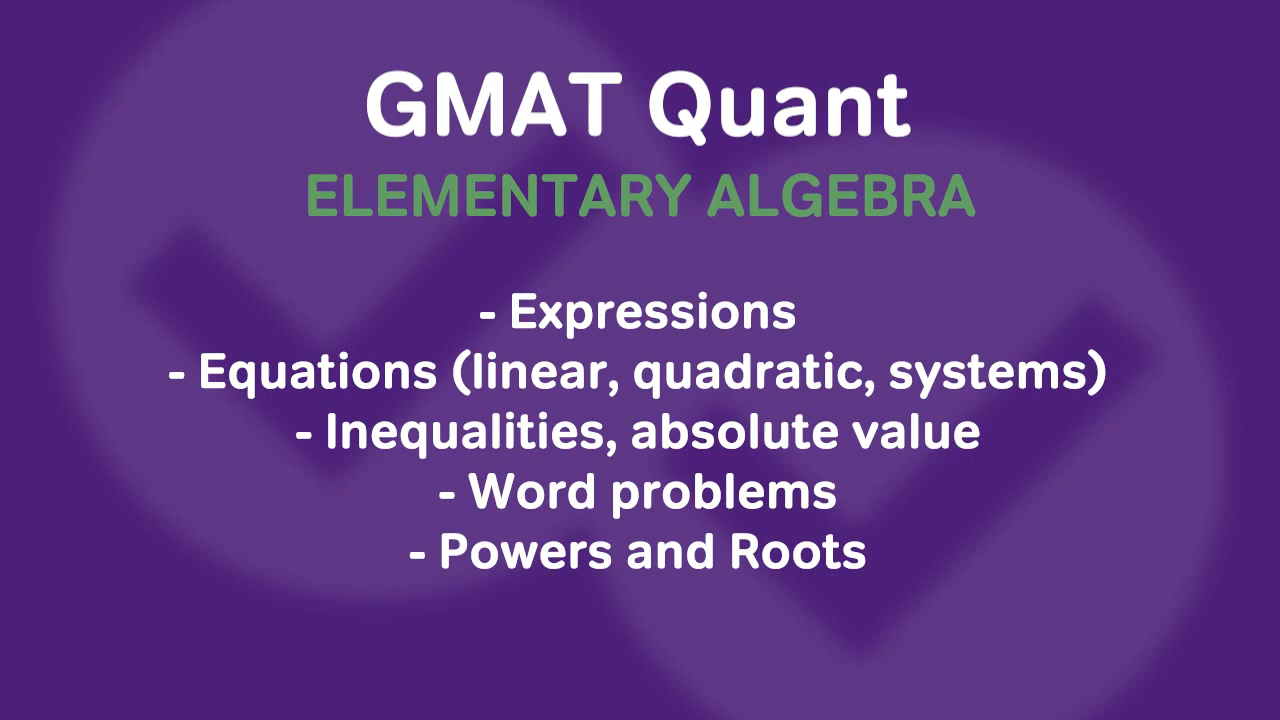 GMAT Quant
ELEMENTARY ALGEBRA
- Expressions
- Equations (linear, quadratic, systems)
- Inequalities, absolute value
- Word problems
- Powers and Roots